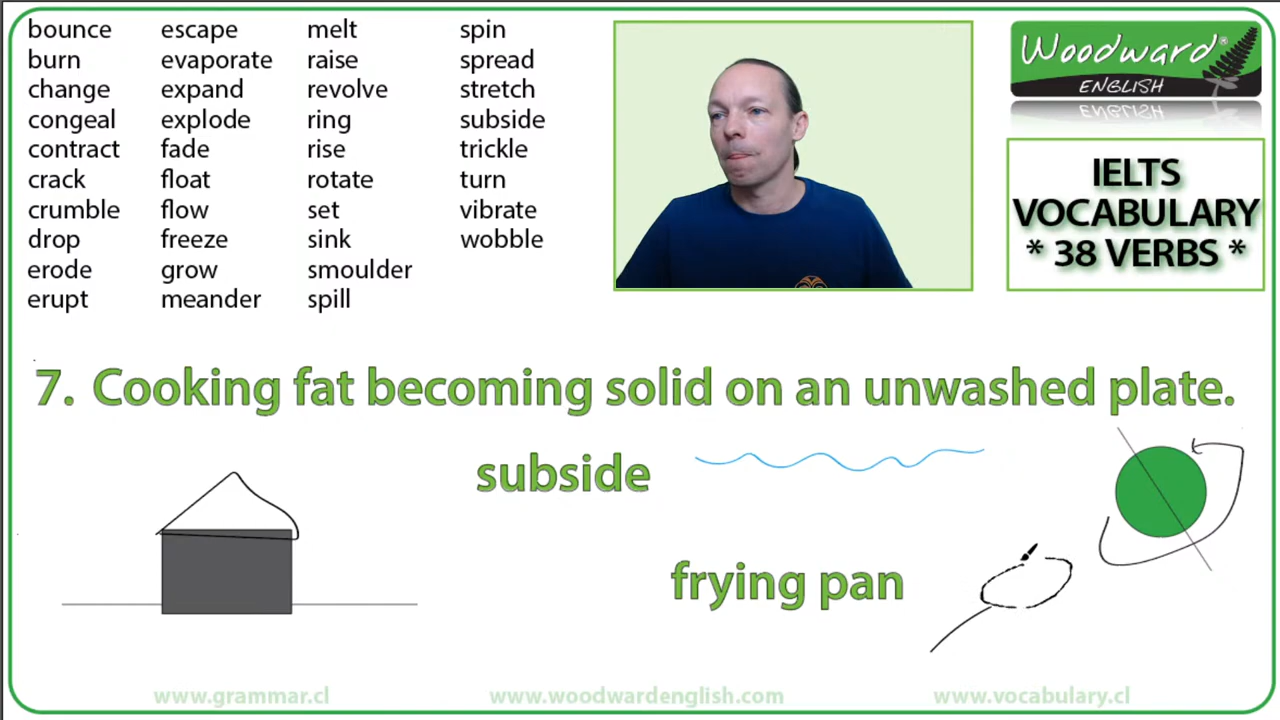 bounce escape melt spin
burn evaporate raise spread
change expand revolve stretch
congeal explode ring subside
contract fade rise trickle
crack float rotate turn
crumble flow set vibrate
drop freeze sink wobble
erode grow smoulder
erupt meander spill
Woodward®
ENGLISH
IELTS
VOCABULARY
* 38 VERBS *
7. Cooking fat becoming solid on an unwashed plate.
subside
frying pan
www.grammar.cl www.woodwardenglish.com www.vocabulary.cl